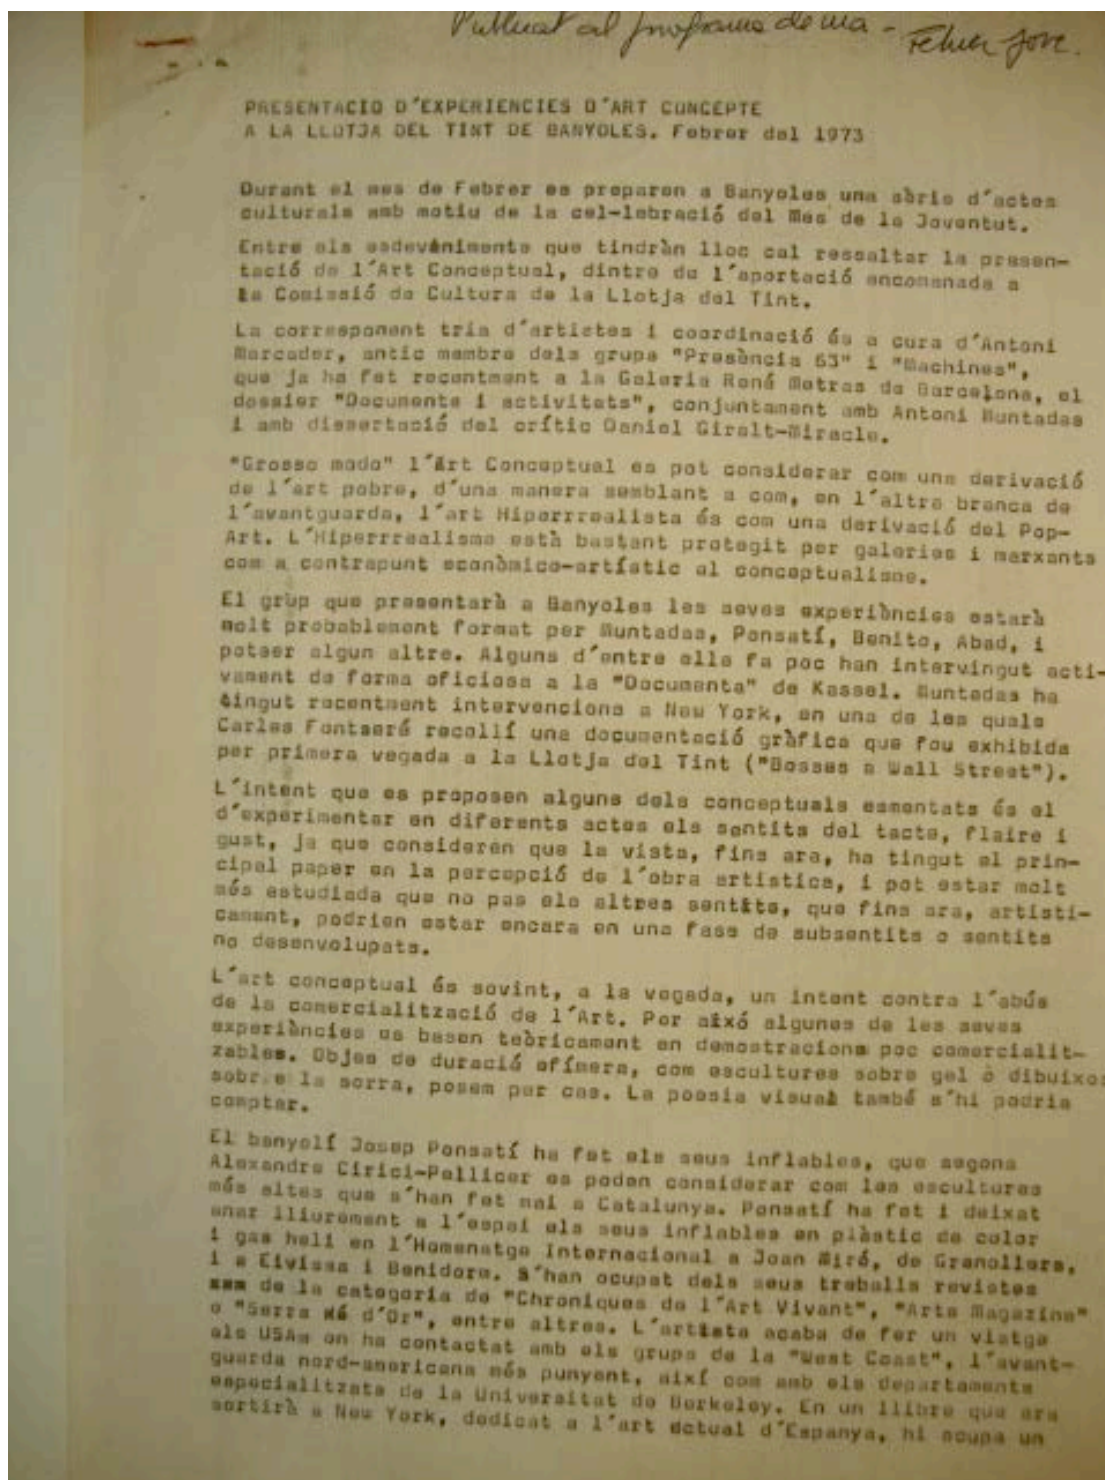 Publicat al programa de ma -
PRESENTACIO D'EXPERIENCIES D'ART CONCEPTE
A LA LLOTJA DEL TINT DE BANYOLES. Febrer del 1973
Durant el mes de Febrer es preparen a Banyoles una sèrie d'actes
culturals amb motiu de la cel-lebració del Mes de la Joventut.
Entre els esdevèniments que tindràn lloc cal ressaltar la presen-
tació de l'Art Conceptual, dintre de l'aportació encomanada a
la Comissió de Cultura de la Llotja del Tint.
La corresponent tria d'artistes i coordinació és a cura d'Antoni
Mercader, antic membre dels grups "Presència 63" i "Machines",
que ja ha fet recentment a la Galeria René Metras de Barcelona, el
dossier "Documents i activitats", conjuntament amb Antoni Muntadas
i amb dissertació del crític Daniel Giralt-Miracle.
"Grosso modo" l'Art Conceptual es pot considerar com una derivació
de l'art pobre, d'una manera semblant a com, en l'altra branca de
l'avantguarda, l'art Hiperrrealista és com una derivació del Pop-
Art. L'Hiperrrealisme està bastant protegit per galeries i marxants
com a contrapunt econòmico-artístic al conceptualisme.
El grup que presentarà a Banyoles les seves experiències estarà
molt probablement format per Muntadas, Ponsatí, Benito, Abad, i
potser algun altre. Alguns d'entre ells fa poc han intervingut acti-
vament de forma oficiosa a la "Documenta" de Kassel. Muntadas ha
tingut recentment intervencions a New York, en una de les quals
Carles Fontseré recollí una documentació gràfica que fou exhibida
per primera vegada a la Llotja del Tint ("Bosses a Wall Street").
L'intent que es proposen alguns dels conceptuals esmentats és el
d'experimentar en diferents actes els sentits del tacte, flaire i
gust, ja que consideren que la vista, fins ara, ha tingut el prin-
cipal paper en la percepció de l'obra artística, i pot estar molt
més estudiada que no pas els altres sentits, que fins ara, artisti-
cament, podrien estar encara en una fase de subsentits o sentits
no desenvolupats.
L'art conceptual és sovint, a la vegada, un intent contra l'abús
de la comercialització de l'Art. Per aixó algunes de les seves
experiències es basen teòricament en demostracions poc comercialit-
zables. Objes de duració efímera, com escultures sobre gel ò dibuixos
sobre la sorra, posem per cas. La poesia visual també s'hi podria
comptar.
El banyolí Josep Ponsatí ha fet els seus inflables, que segons
Alexandre Cirici-Pellicer es poden considerar com les escultures
més altes que s'han fet mai a Catalunya. Ponsatí ha fet i deixat
anar lliurement a l'espai els seus inflables en plàstic de color
i gas heli en l'Homenatge Internacional a Joan Miró, de Granollers,
i a Eivissa i Benidorm. S'han ocupat dels seus treballs revistes
de la categoria de "Chroniques de l'Art Vivant", "Arts Magazine"
o "Serra Mé d'Or", entre altres. L'artista acaba de fer un viatge
als USA on ha contactat amb els grups de la "West Coast", l'avant-
guarda nord-americana més punyent, així com amb els departaments
especialitzats de la Universitat de Berkeley. En un llibre que ara
sortirà a New York, dedicat a l'art actual d'Espanya, hi ocupa un